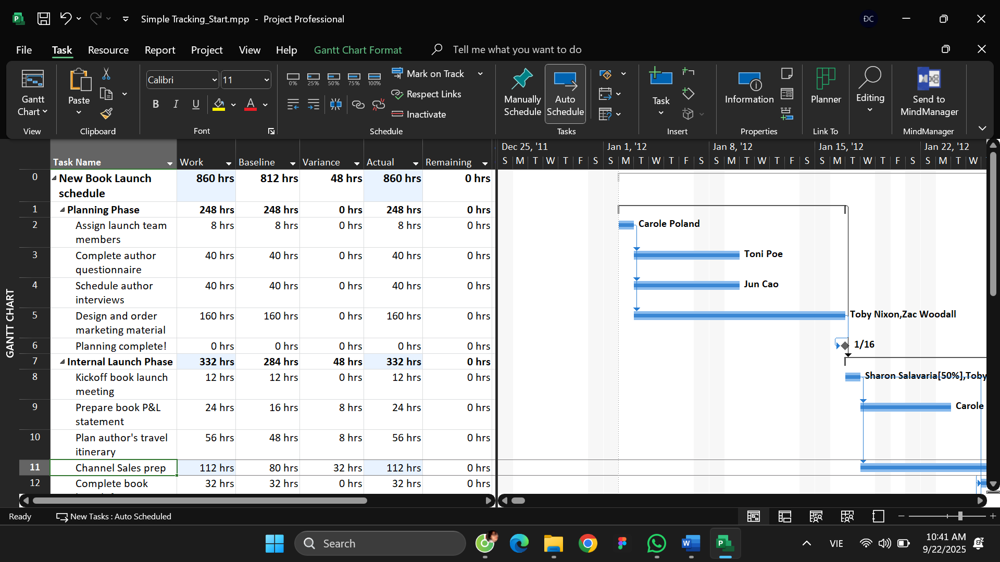 Simple Tracking_Start.mpp - Project Professional
ĐC
File Task Resource Report Project View Help Gantt Chart Format Tell me what you want to do
Gantt Chart
View
Paste
Clipboard
Calibri 11
B I U A
Font
0% 25% 50% 75% 100%
Mark on Track
Respect Links
Inactivate
Schedule
Manually Schedule
Auto Schedule
Tasks
Task
Insert
Information
Properties
Planner
Link To
Editing
Send to MindManager
MindManager
Task Name Work Baseline Variance Actual Remaining
Dec 25, '11 Jan 1, '12 Jan 8, '12 Jan 15, '12 Jan 22, '12
S M T W T F S S M T W T F S S M T W T F S S M T W T F S S M T W
0 New Book Launch schedule 860 hrs 812 hrs 48 hrs 860 hrs 0 hrs
1 Planning Phase 248 hrs 248 hrs 0 hrs 248 hrs 0 hrs
2 Assign launch team members 8 hrs 8 hrs 0 hrs 8 hrs 0 hrs
Carole Poland
3 Complete author questionnaire 40 hrs 40 hrs 0 hrs 40 hrs 0 hrs
Toni Poe
4 Schedule author interviews 40 hrs 40 hrs 0 hrs 40 hrs 0 hrs
Jun Cao
5 Design and order marketing material 160 hrs 160 hrs 0 hrs 160 hrs 0 hrs
Toby Nixon,Zac Woodall
6 Planning complete! 0 hrs 0 hrs 0 hrs 0 hrs 0 hrs
1/16
7 Internal Launch Phase 332 hrs 284 hrs 48 hrs 332 hrs 0 hrs
8 Kickoff book launch meeting 12 hrs 12 hrs 0 hrs 12 hrs 0 hrs
Sharon Salavaria[50%],Toby
9 Prepare book P&L statement 24 hrs 16 hrs 8 hrs 24 hrs 0 hrs
Carole
10 Plan author's travel itinerary 56 hrs 48 hrs 8 hrs 56 hrs 0 hrs
11 Channel Sales prep 112 hrs 80 hrs 32 hrs 112 hrs 0 hrs
12 Complete book 32 hrs 32 hrs 0 hrs 32 hrs 0 hrs
GANTT CHART
Ready New Tasks : Auto Scheduled
Search
VIE
10:41 AM
9/22/2025